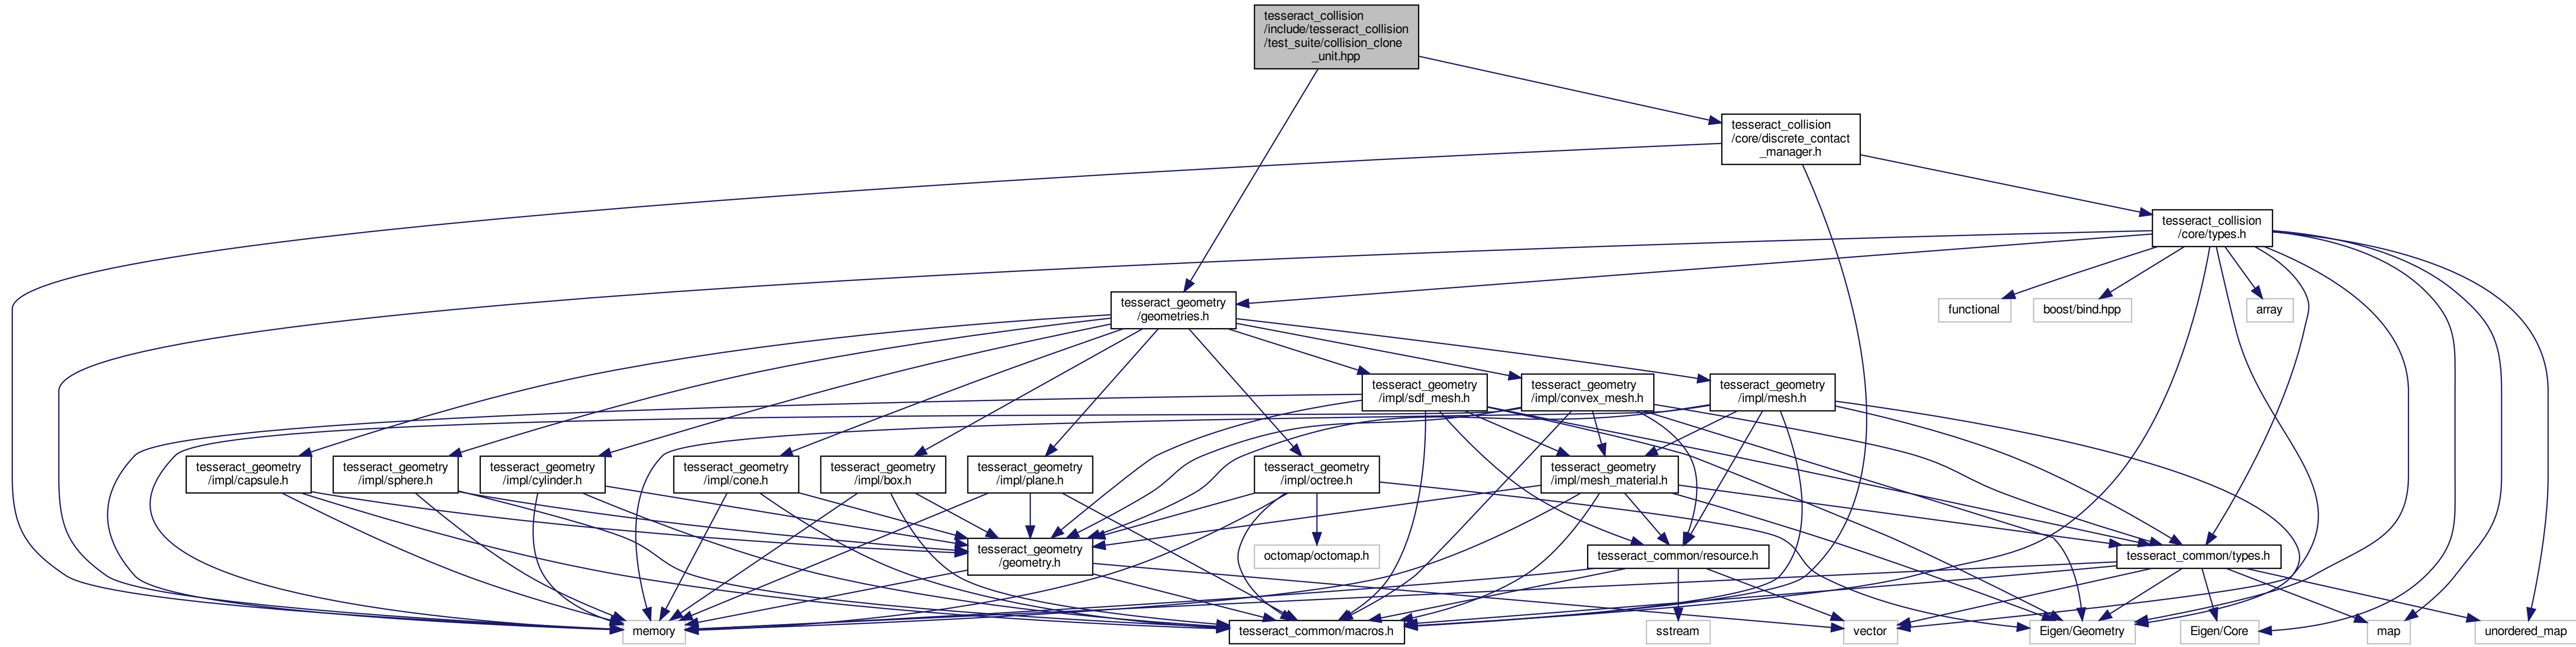 tesseract_collision
/include/tesseract_collision
/test_suite/collision_clone
_unit.hpp
tesseract_collision
/core/discrete_contact
_manager.h
tesseract_collision
/core/types.h
tesseract_geometry
/geometries.h
functional
boost/bind.hpp
array
tesseract_geometry
/impl/sdf_mesh.h
tesseract_geometry
/impl/convex_mesh.h
tesseract_geometry
/impl/mesh.h
tesseract_geometry
/impl/capsule.h
tesseract_geometry
/impl/sphere.h
tesseract_geometry
/impl/cylinder.h
tesseract_geometry
/impl/cone.h
tesseract_geometry
/impl/box.h
tesseract_geometry
/impl/plane.h
tesseract_geometry
/impl/octree.h
tesseract_geometry
/impl/mesh_material.h
tesseract_geometry
/geometry.h
octomap/octomap.h
tesseract_common/resource.h
tesseract_common/types.h
memory
tesseract_common/macros.h
sstream
vector
Eigen/Geometry
Eigen/Core
map
unordered_map